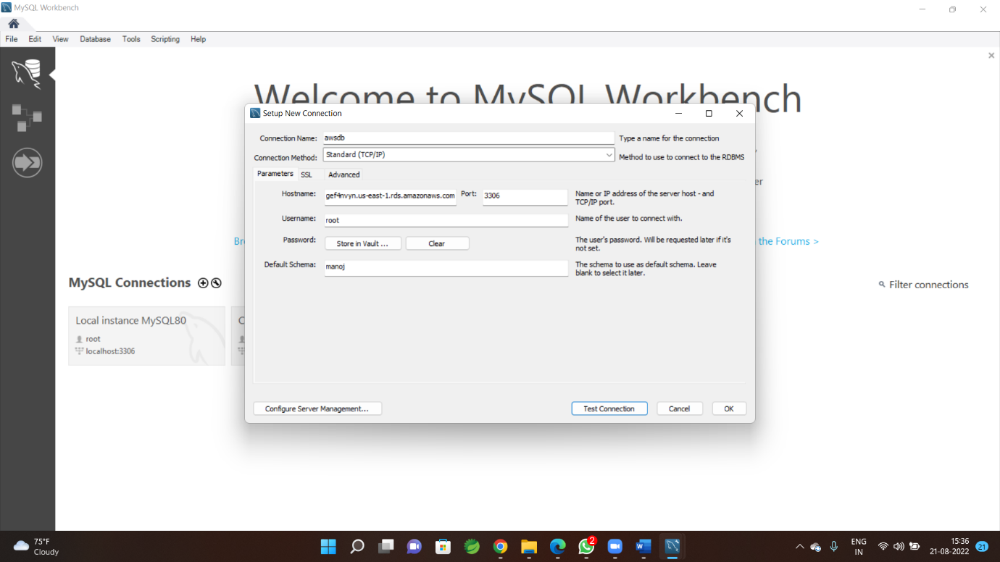 MySQL Workbench
File Edit View Database Tools Scripting Help
Welcome to MySQL Workbench
Setup New Connection
Connection Name: awsdb Type a name for the connection
Connection Method: Standard (TCP/IP) Method to use to connect to the RDBMS
Parameters SSL Advanced
Hostname: gef4nvyn.us-east-1.rds.amazonaws.com Port: 3306 Name or IP address of the server host - and
TCP/IP port.
er
Username: root Name of the user to connect with.
Password: Store in Vault ... Clear The user's password. Will be requested later if it's
not set.
Br
the Forums >
Default Schema: manoj The schema to use as default schema. Leave
blank to select it later.
MySQL Connections
Filter connections
Local instance MySQL80
root
localhost:3306
C
Configure Server Management... Test Connection Cancel OK
75°F
Cloudy
2
ENG
IN
15:36
21-08-2022
21